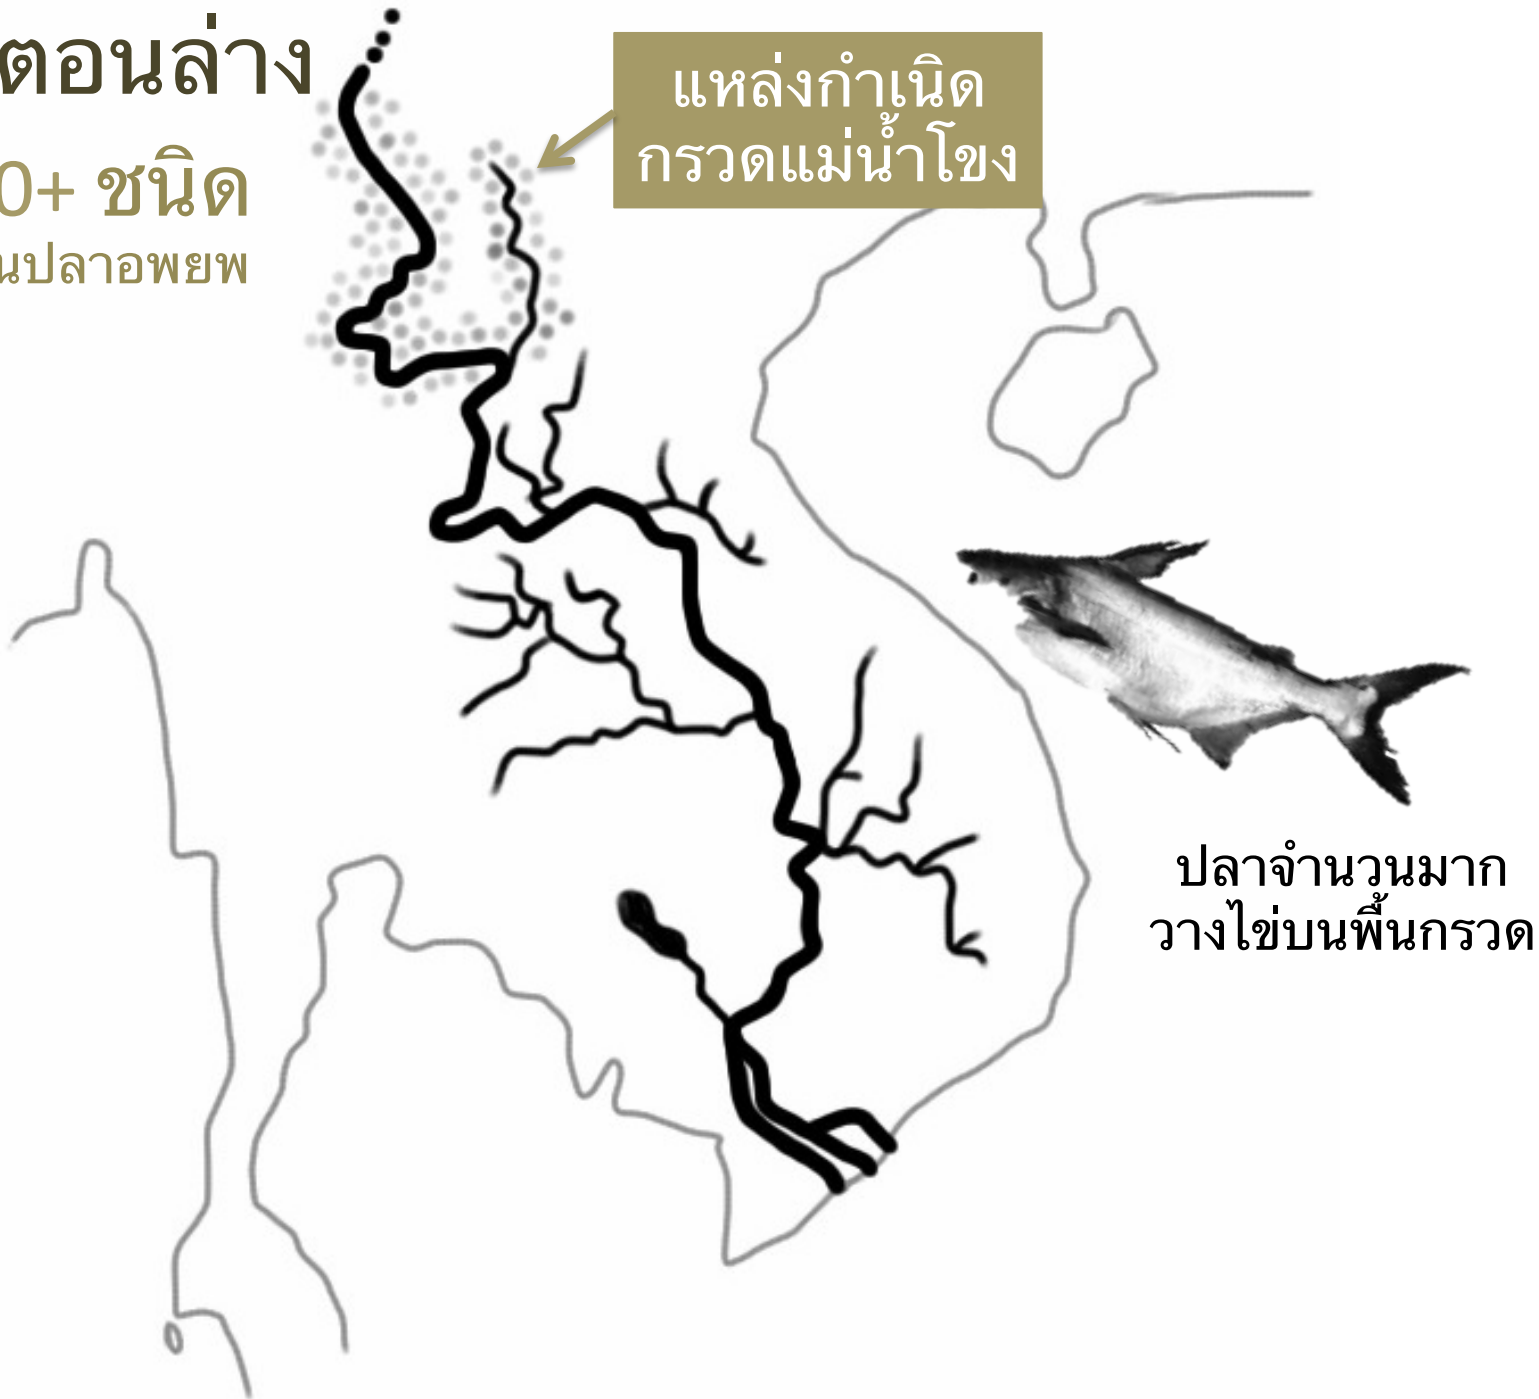 ตอนล่าง
0+ ชนิด
นปลาอพยพ
แหล่งกำเนิด
กรวดแม่น้ำโขง
ปลาจำนวนมาก
วางไข่บนพื้นกรวด